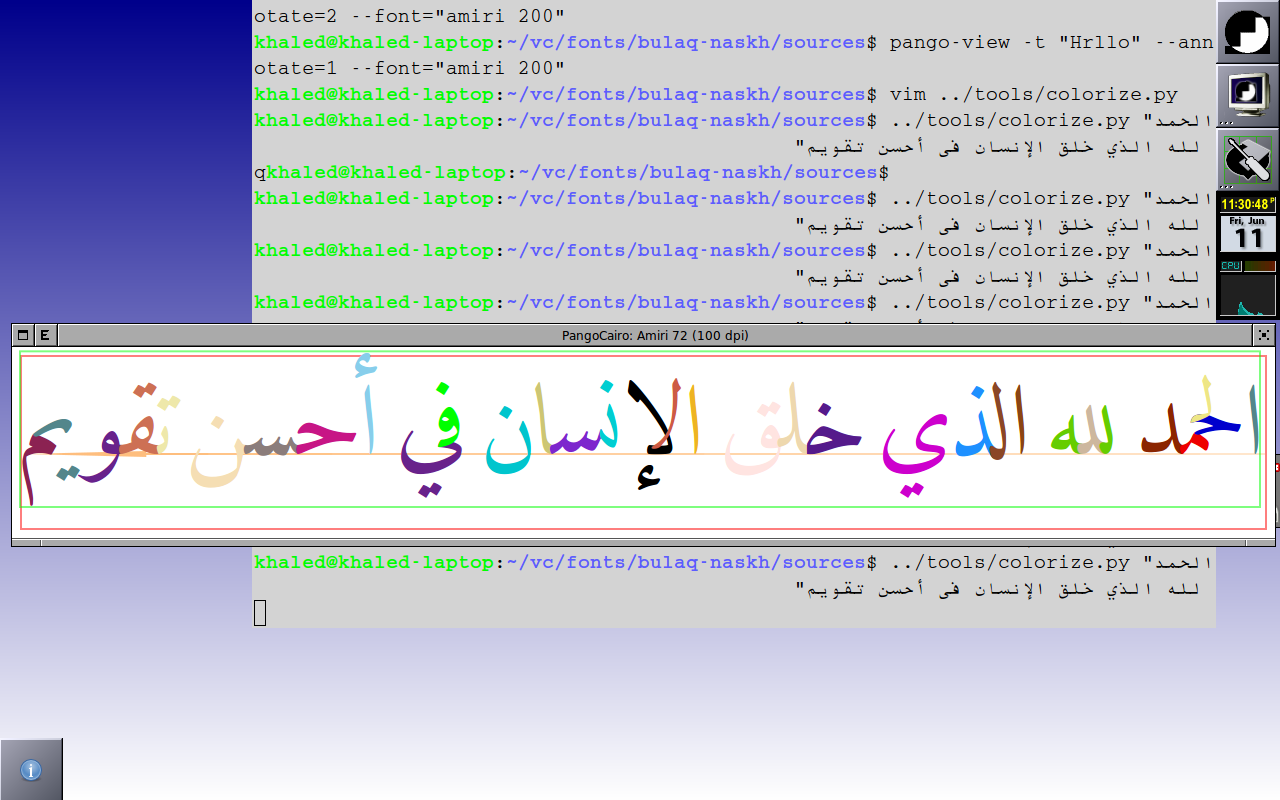 otate=2 --font="amiri 200"
khaled@khaled-laptop:~/vc/fonts/bulaq-naskh/sources$ pango-view -t "Hrllo" --ann
otate=1 --font="amiri 200"
khaled@khaled-laptop:~/vc/fonts/bulaq-naskh/sources$ vim ../tools/colorize.py
khaled@khaled-laptop:~/vc/fonts/bulaq-naskh/sources$ ../tools/colorize.py "الحمد
لله الذي خلق الإنسان فى أحسن تقويم"
qkhaled@khaled-laptop:~/vc/fonts/bulaq-naskh/sources$
khaled@khaled-laptop:~/vc/fonts/bulaq-naskh/sources$ ../tools/colorize.py "الحمد
لله الذي خلق الإنسان فى أحسن تقويم"
khaled@khaled-laptop:~/vc/fonts/bulaq-naskh/sources$ ../tools/colorize.py "الحمد
لله الذي خلق الإنسان فى أحسن تقويم"
khaled@khaled-laptop:~/vc/fonts/bulaq-naskh/sources$ ../tools/colorize.py "الحمد
PangoCairo: Amiri 72 (100 dpi)
الحمد لله الذي خلق الإنسان في أحسن تقويم
khaled@khaled-laptop:~/vc/fonts/bulaq-naskh/sources$ ../tools/colorize.py "الحمد
لله الذي خلق الإنسان فى أحسن تقويم"
11:30:48 P
Fri, Jun
11
CPU